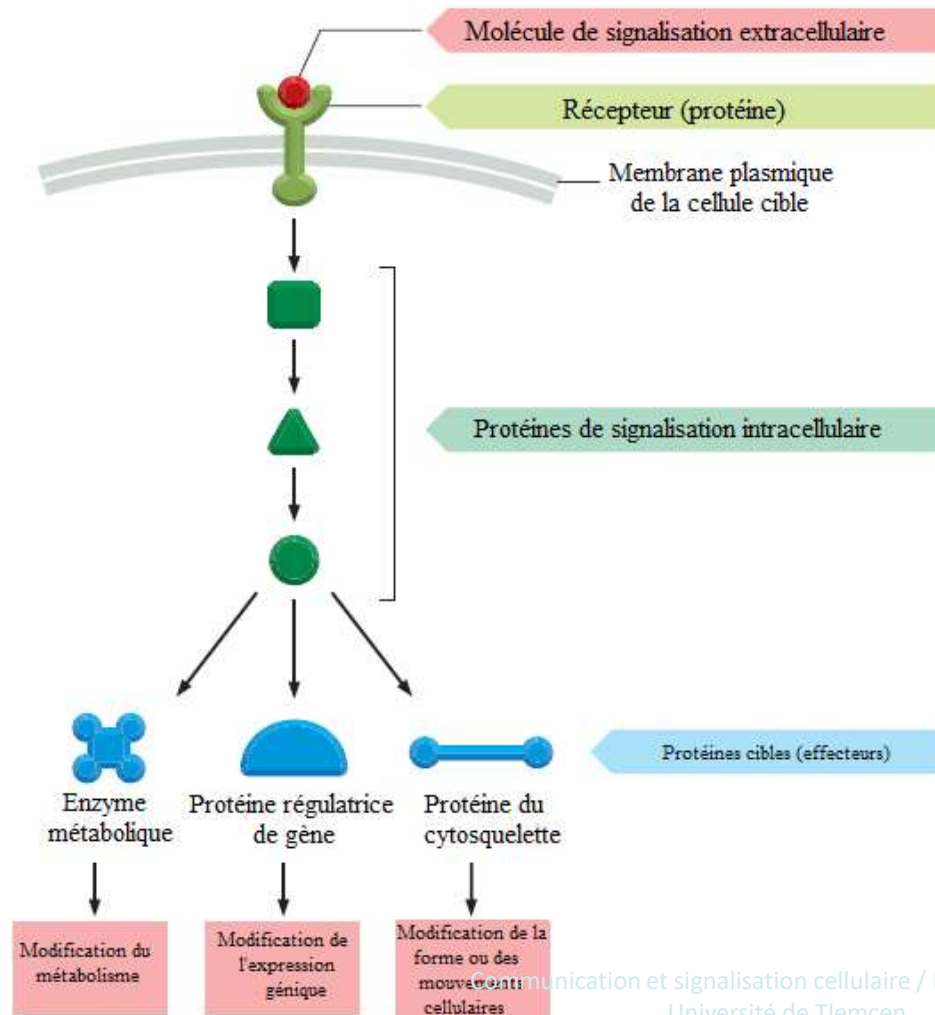 Molécule de signalisation extracellulaire
Récepteur (protéine)
Membrane plasmique
de la cellule cible
Protéines de signalisation intracellulaire
Protéines cibles (effecteurs)
Enzyme
métabolique
Protéine régulatrice
de gène
Protéine du
cytosquelette
Modification du
métabolisme
Modification de
l'expression
génique
Modification de la
forme ou des
mouvements
cellulaires
Communication et signalisation cellulaire /
Université de Tlemcen